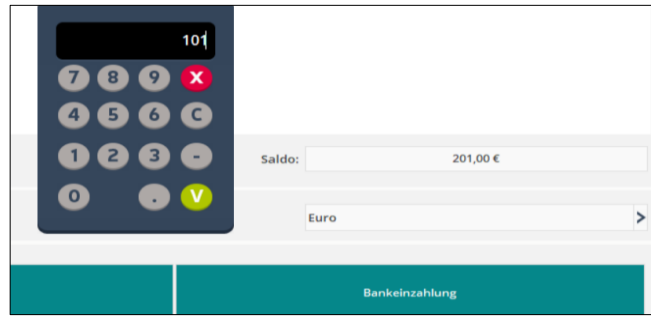 101
7 8 9 X
4 5 6 C
1 2 3 -
Saldo: 201,00 €
0 . V
Euro >
Bankeinzahlung